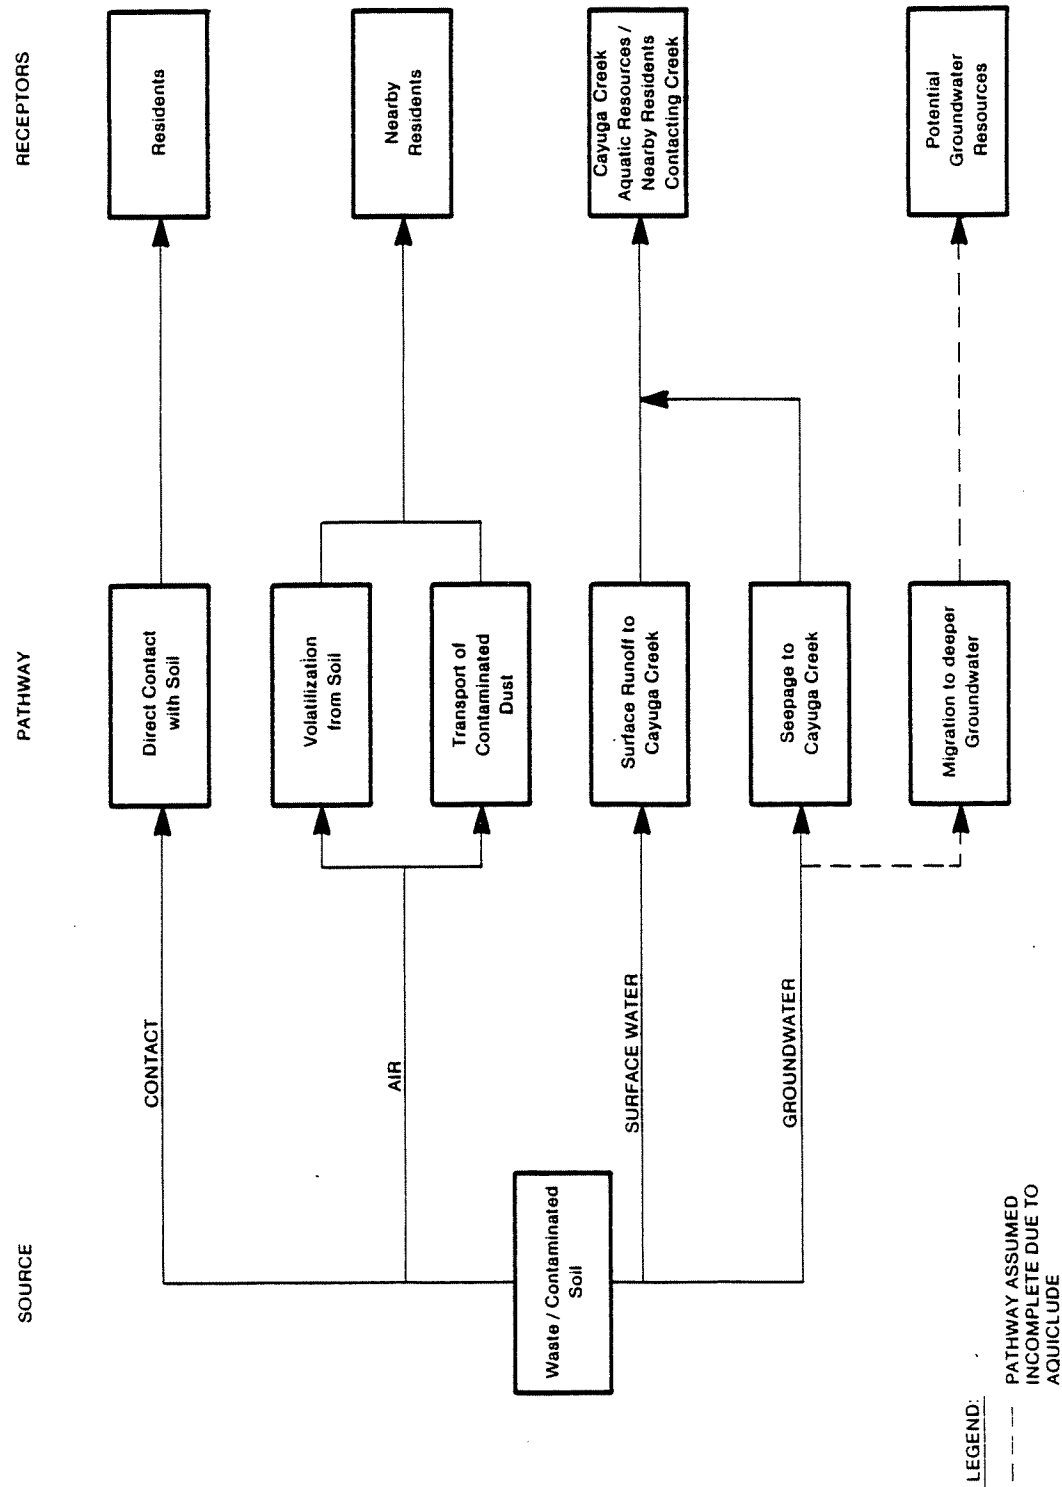 SOURCE
PATHWAY
RECEPTORS
CONTACT
Direct Contact
with Soil
Residents
AIR
Volatilization
from Soil
Nearby
Residents
Transport of
Contaminated
Dust
Waste / Contaminated
Soil
SURFACE WATER
Surface Runoff to
Cayuga Creek
Cayuga Creek
Aquatic Resources /
Nearby Residents
Contacting Creek
GROUNDWATER
Seepage to
Cayuga Creek
Migration to deeper
Groundwater
Potential
Groundwater
Resources
LEGEND:
PATHWAY ASSUMED
INCOMPLETE DUE TO
AQUICLUDE